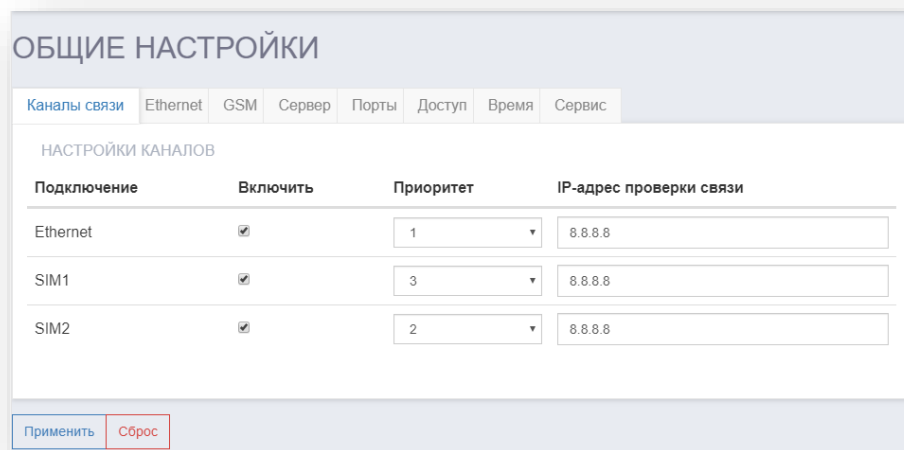 ОБЩИЕ НАСТРОЙКИ
Каналы связи Ethernet GSM Сервер Порты Доступ Время Сервис
НАСТРОЙКИ КАНАЛОВ
Подключение Включить Приоритет IP-адрес проверки связи
Ethernet 1 8.8.8.8
SIM1 3 8.8.8.8
SIM2 2 8.8.8.8
Применить Сброс